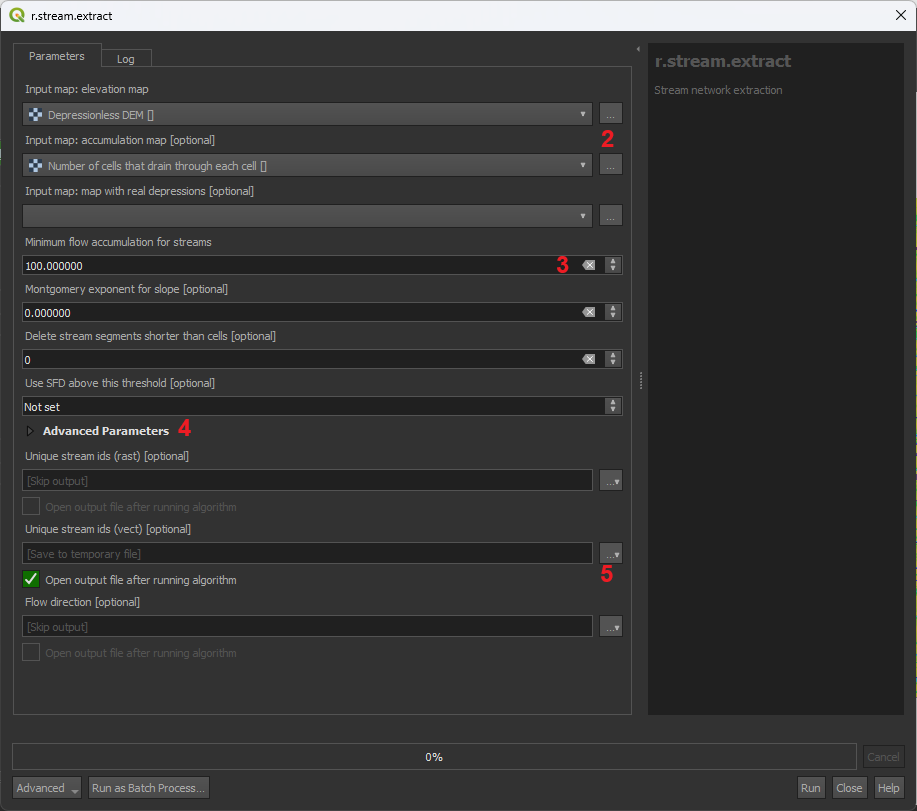 r.stream.extract
Parameters
Log
Input map: elevation map
Depressionless DEM []
...
Input map: accumulation map [optional]
2
Number of cells that drain through each cell []
...
Input map: map with real depressions [optional]
...
Minimum flow accumulation for streams
100.000000
3
Montgomery exponent for slope [optional]
0.000000
Delete stream segments shorter than cells [optional]
0
Use SFD above this threshold [optional]
Not set
Advanced Parameters
4
Unique stream ids (rast) [optional]
[Skip output]
...
Open output file after running algorithm
Unique stream ids (vect) [optional]
[Save to temporary file]
...
5
Open output file after running algorithm
Flow direction [optional]
[Skip output]
...
Open output file after running algorithm
r.stream.extract
Stream network extraction
0%
Cancel
Advanced
Run as Batch Process...
Run
Close
Help